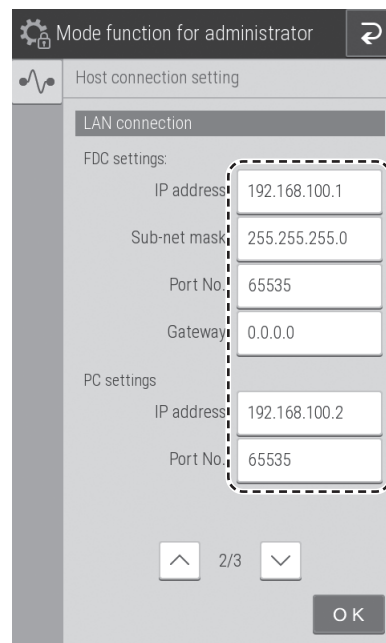 Mode function for administrator
Host connection setting
LAN connection
FDC settings:
IP address 192.168.100.1
Sub-net mask 255.255.255.0
Port No. 65535
Gateway 0.0.0.0
PC settings
IP address 192.168.100.2
Port No. 65535
2/3
OK